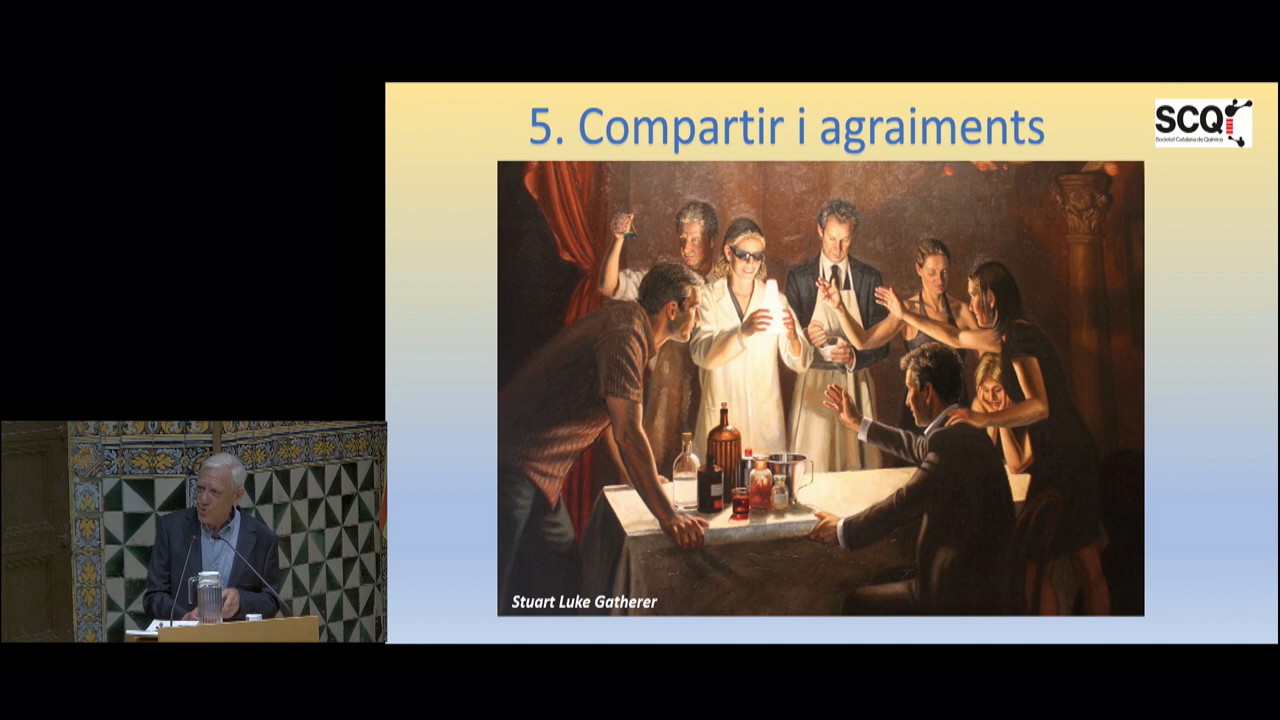 5. Compartir i agraiments
SCQ
Societat Catalana de Química
Stuart Luke Gatherer